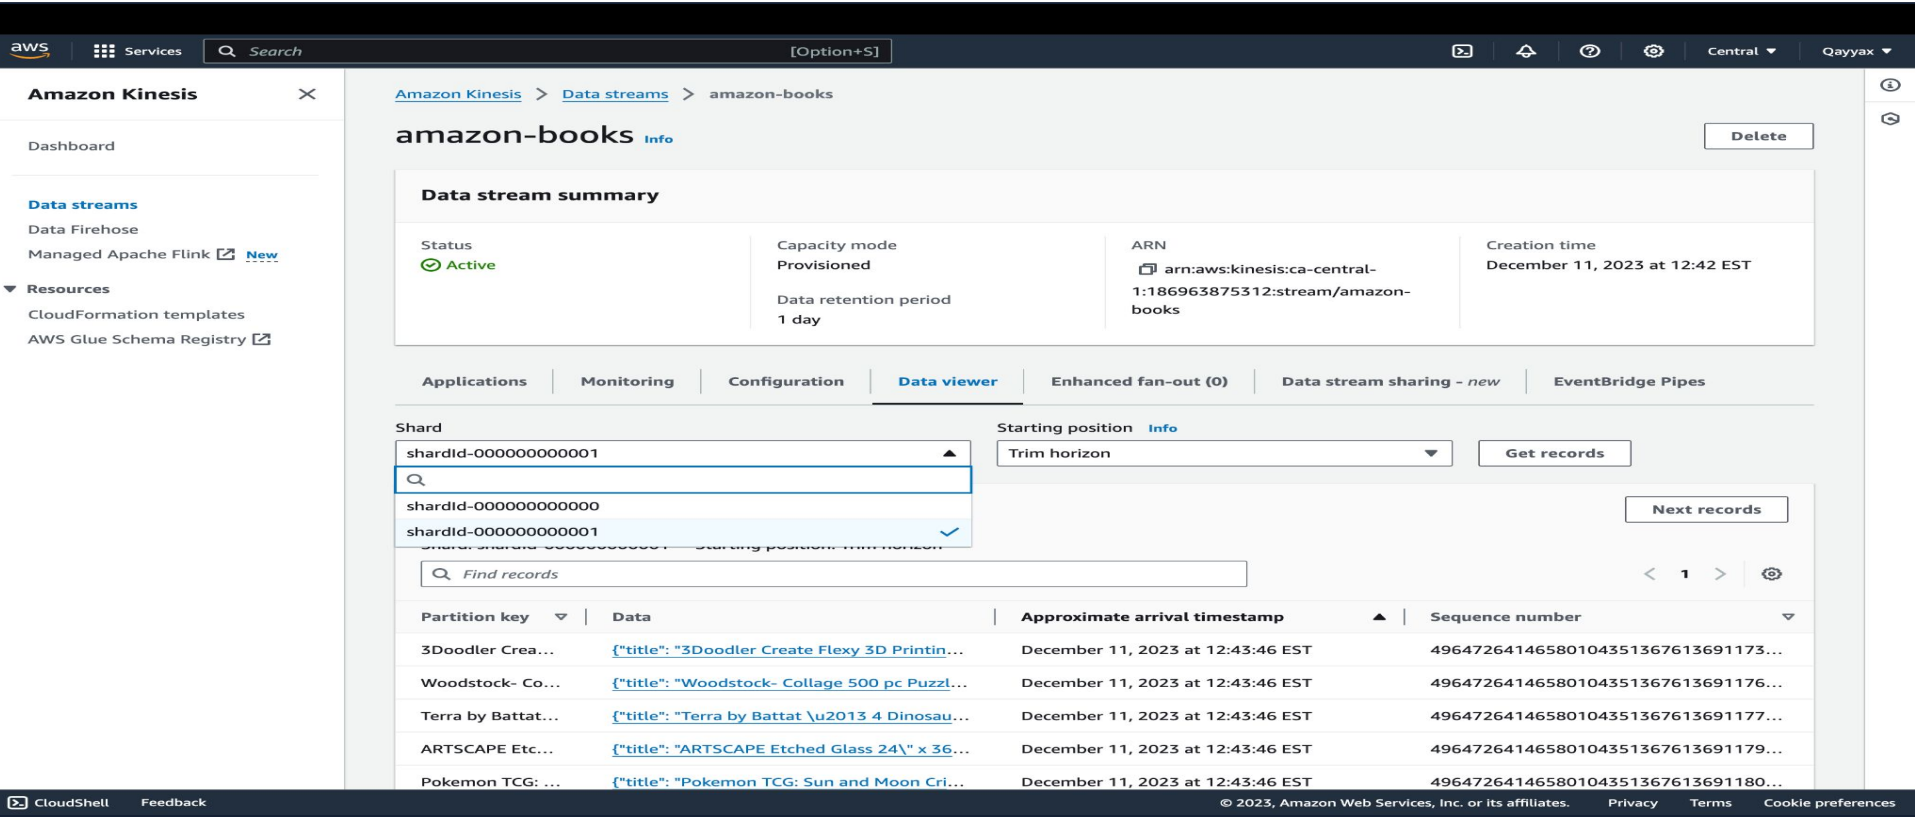 aws Services Search [Option+S] Central Qayyax
Amazon Kinesis
Dashboard
Data streams
Data Firehose
Managed Apache Flink New
Resources
CloudFormation templates
AWS Glue Schema Registry
Amazon Kinesis > Data streams > amazon-books
amazon-books Info
Delete
Data stream summary
Status
Active
Capacity mode
Provisioned
Data retention period
1 day
ARN
arn:aws:kinesis:ca-central-
1:186963875312:stream/amazon-
books
Creation time
December 11, 2023 at 12:42 EST
Applications Monitoring Configuration Data viewer Enhanced fan-out (0) Data stream sharing - new EventBridge Pipes
Shard
shardId-000000000001
shardId-000000000000
shardId-000000000001
Starting position Info
Trim horizon
Get records
Next records
Shard: shardId-000000000001 Starting position: Trim horizon
Find records
< 1 >
Partition key Data Approximate arrival timestamp Sequence number
3Doodler Crea... {"title": "3Doodler Create Flexy 3D Printin... December 11, 2023 at 12:43:46 EST 49647264146580104351367613691173...
Woodstock- Co... {"title": "Woodstock- Collage 500 pc Puzzl... December 11, 2023 at 12:43:46 EST 49647264146580104351367613691176...
Terra by Battat... {"title": "Terra by Battat \u2013 4 Dinosau... December 11, 2023 at 12:43:46 EST 49647264146580104351367613691177...
ARTSCAPE Etc... {"title": "ARTSCAPE Etched Glass 24\" x 36... December 11, 2023 at 12:43:46 EST 49647264146580104351367613691179...
Pokemon TCG: ... {"title": "Pokemon TCG: Sun and Moon Cri... December 11, 2023 at 12:43:46 EST 49647264146580104351367613691180...
CloudShell Feedback © 2023, Amazon Web Services, Inc. or its affiliates. Privacy Terms Cookie preferences